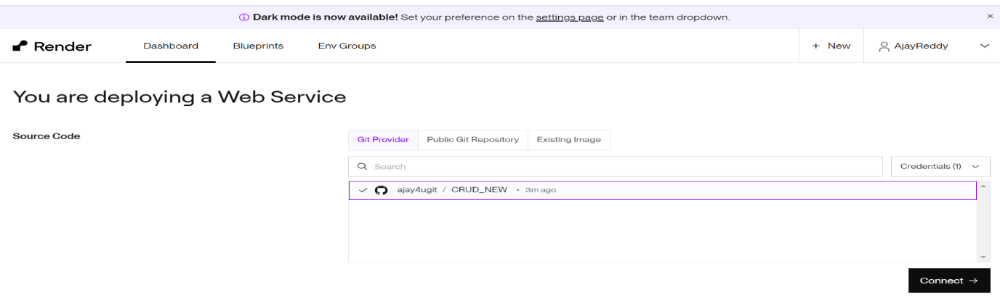 Dark mode is now available! Set your preference on the settings page or in the team dropdown.
Render Dashboard Blueprints Env Groups + New AjayReddy
You are deploying a Web Service
Source Code
Git Provider Public Git Repository Existing Image
Search Credentials (1)
ajay4ugit / CRUD_NEW • 3m ago
Connect →